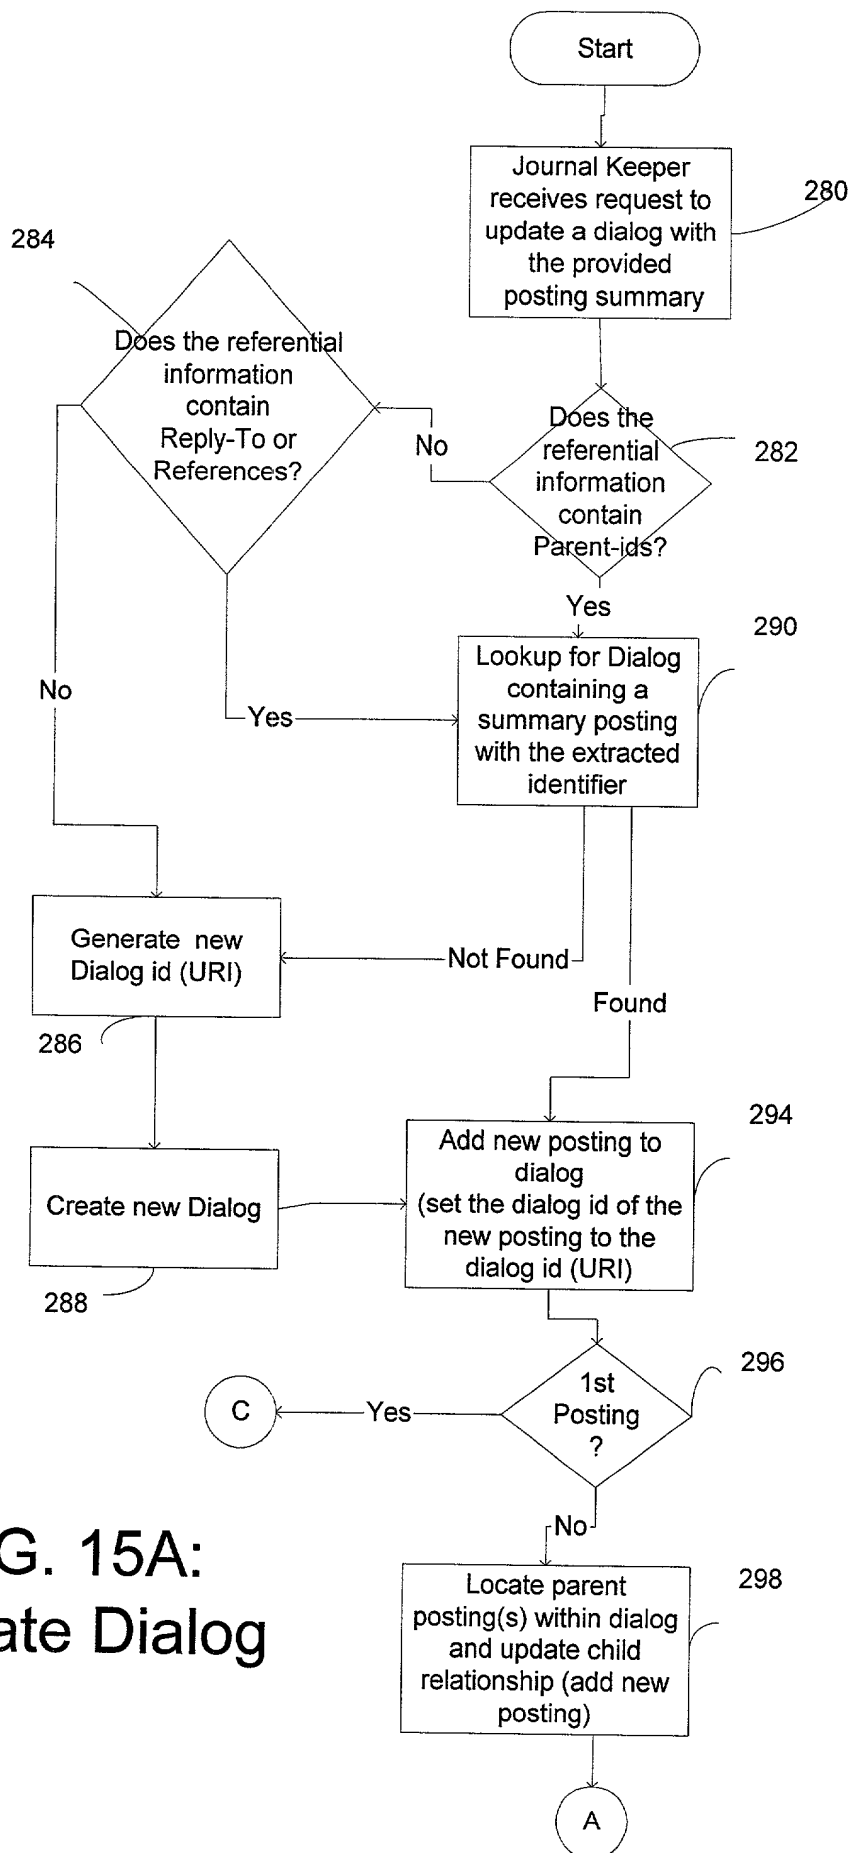 Start
Journal Keeper
receives request to
update a dialog with
the provided
posting summary
280
284
Does the referential
information
contain
Reply-To or
References?
No
Does the
referential
information
contain
Parent-ids?
282
Yes
290
Lookup for Dialog
containing a
summary posting
with the extracted
identifier
No
Yes
Generate new
Dialog id (URI)
Not Found
Found
286
294
Add new posting to
dialog
(set the dialog id of the
new posting to the
dialog id (URI)
Create new Dialog
288
296
1st
Posting
?
Yes
C
No
G. 15A:
ate Dialog
298
Locate parent
posting(s) within dialog
and update child
relationship (add new
posting)
A